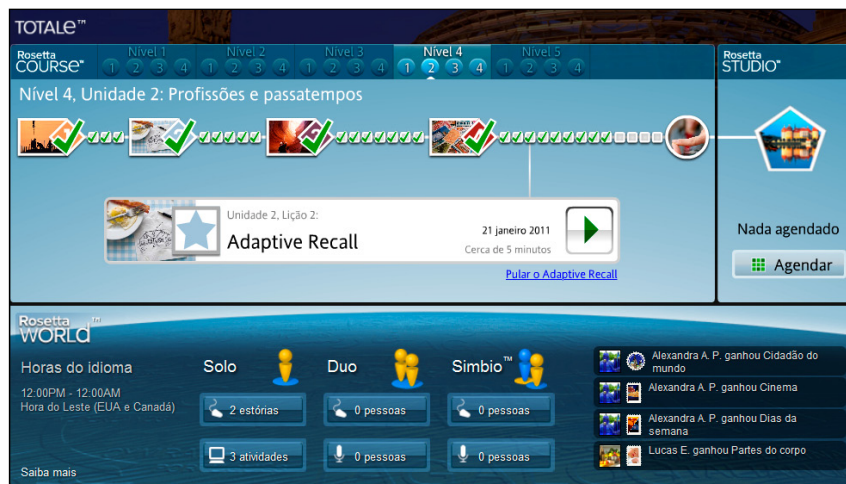 TOTALe™
Rosetta
COURSE™
Nível 1
Nível 2
Nível 3
Nível 4
Nível 5
1 2 3 4
1 2 3 4
1 2 3 4
1 2 3 4
1 2 3 4
Rosetta
STUDIO™
Nível 4, Unidade 2: Profissões e passatempos
Unidade 2, Lição 2:
Adaptive Recall
21 janeiro 2011
Cerca de 5 minutos
Pular o Adaptive Recall
Nada agendado
Agendar
Rosetta
WORLD™
Horas do idioma
12:00PM - 12:00AM
Hora do Leste (EUA e Canadá)
Saiba mais
Solo
2 estórias
3 atividades
Duo
0 pessoas
0 pessoas
Simbio™
0 pessoas
0 pessoas
Alexandra A. P. ganhou Cidadão do
mundo
Alexandra A. P. ganhou Cinema
Alexandra A. P. ganhou Dias da
semana
Lucas E. ganhou Partes do corpo